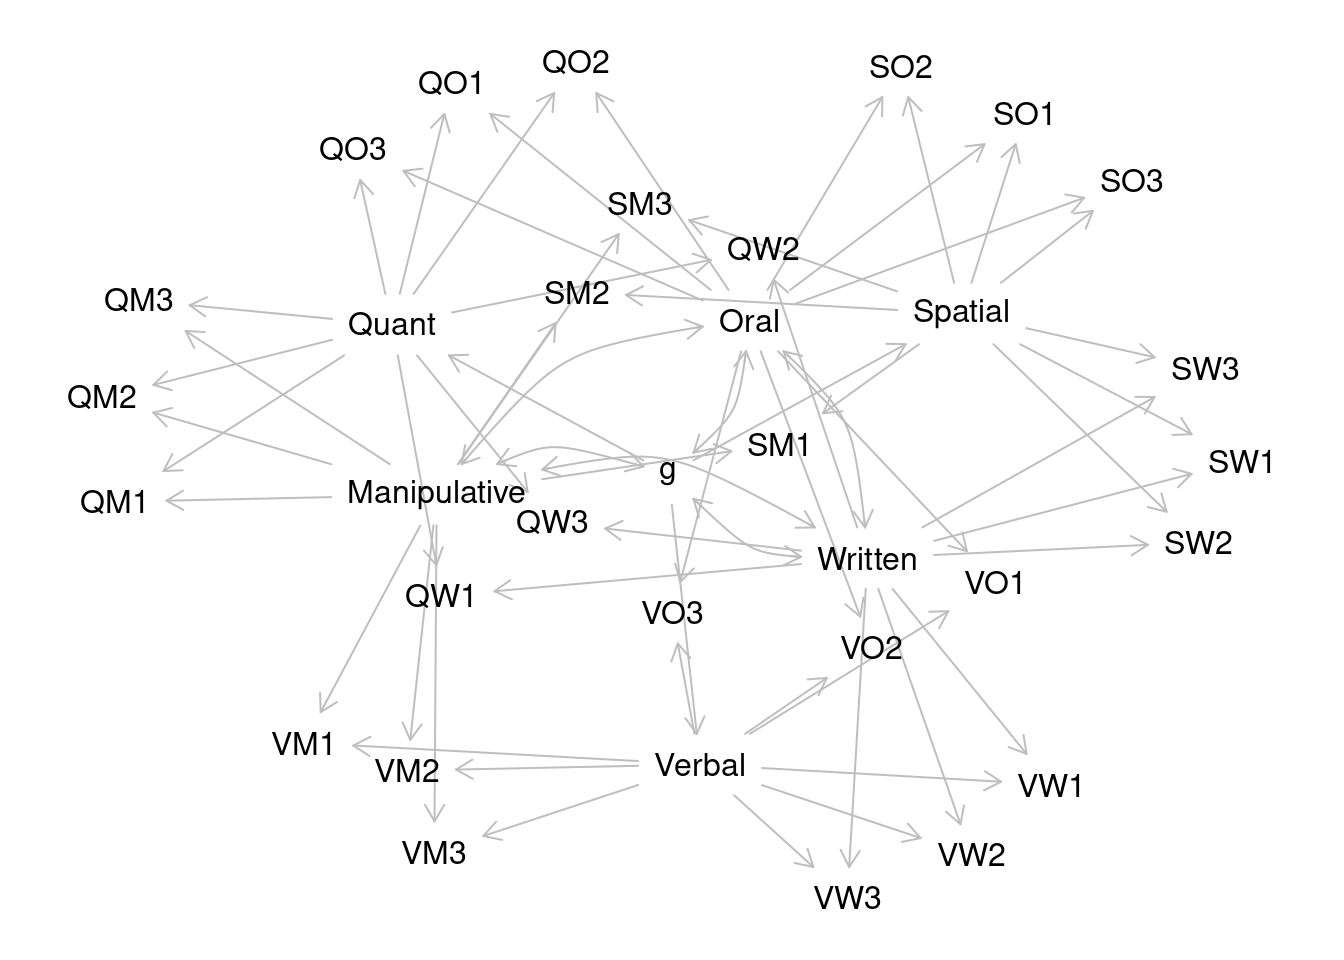 QO2
SO2
QO1
SO1
QO3
SO3
SM3
QW2
SM2
QM3
Spatial
Oral
Quant
SW3
QM2
SM1
SW1
g
Manipulative
QM1
QW3
SW2
Written
VO1
QW1
VO3
VO2
VM1
Verbal
VM2
VW1
VM3
VW2
VW3